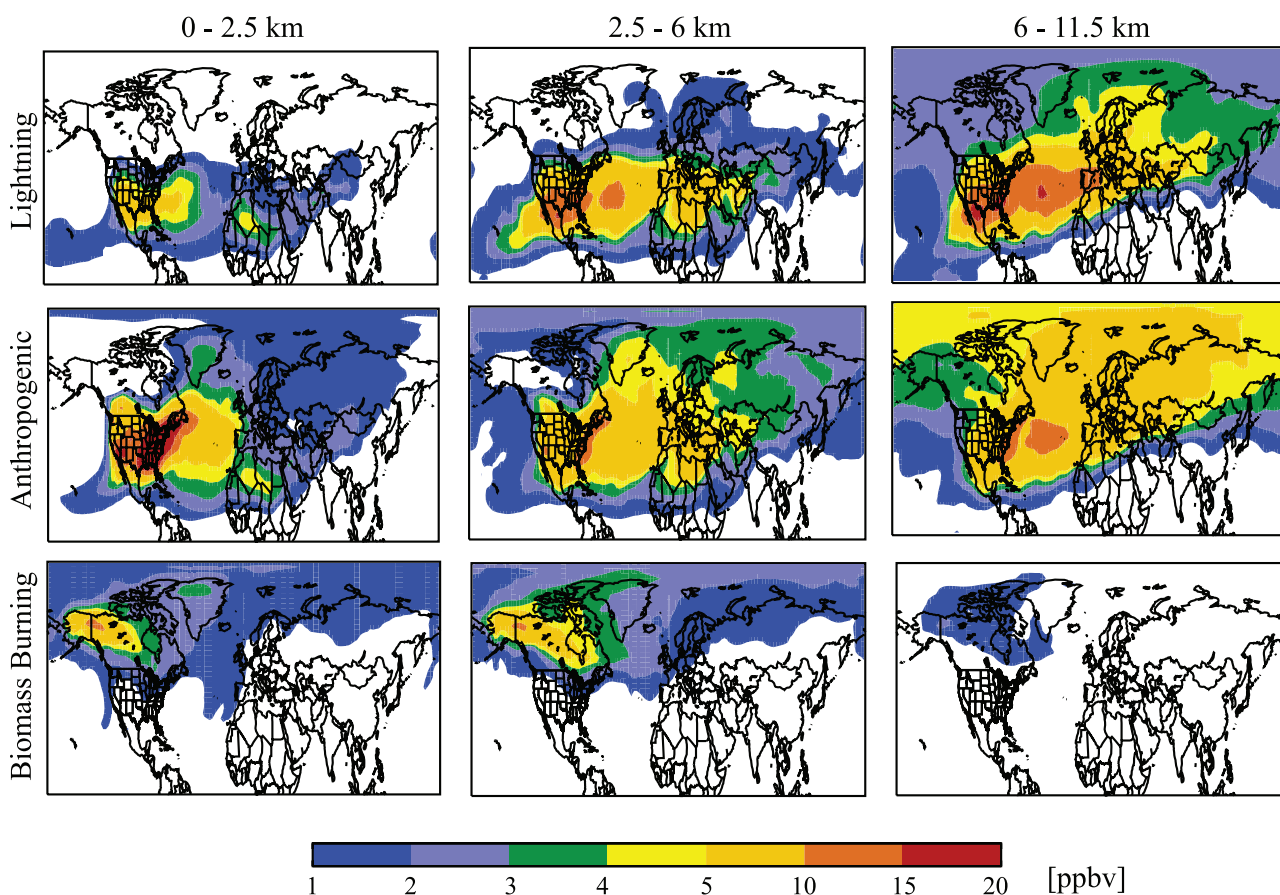 0 - 2.5 km 2.5 - 6 km 6 - 11.5 km
Lightning
Anthropogenic
Biomass Burning
1 2 3 4 5 10 15 20 [ppbv]